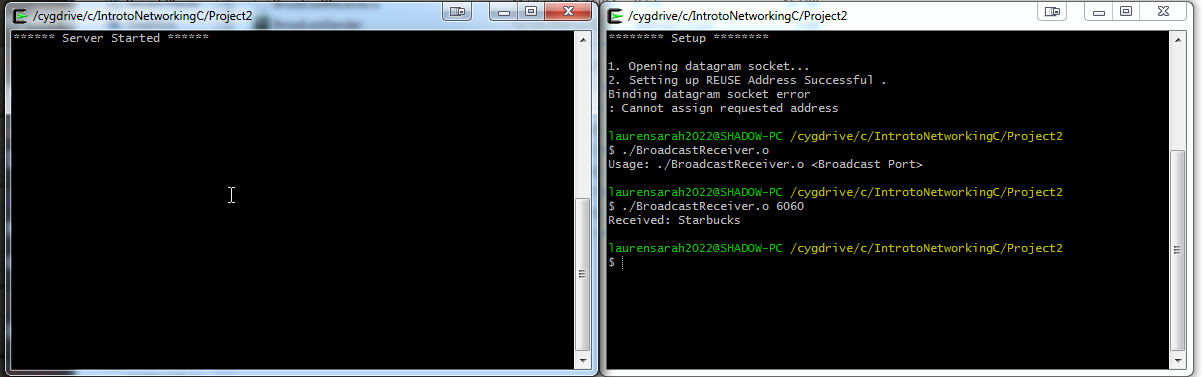 /cygdrive/c/IntrotoNetworkingC/Project2
****** Server Started ******
/cygdrive/c/IntrotoNetworkingC/Project2
******** Setup ********
1. Opening datagram socket...
2. Setting up REUSE Address Successful .
Binding datagram socket error
: Cannot assign requested address
laurensarah2022@SHADOW-PC /cygdrive/c/IntrotoNetworkingC/Project2
$ ./BroadcastReceiver.o
Usage: ./BroadcastReceiver.o <Broadcast Port>
laurensarah2022@SHADOW-PC /cygdrive/c/IntrotoNetworkingC/Project2
$ ./BroadcastReceiver.o 6060
Received: Starbucks
laurensarah2022@SHADOW-PC /cygdrive/c/IntrotoNetworkingC/Project2
$